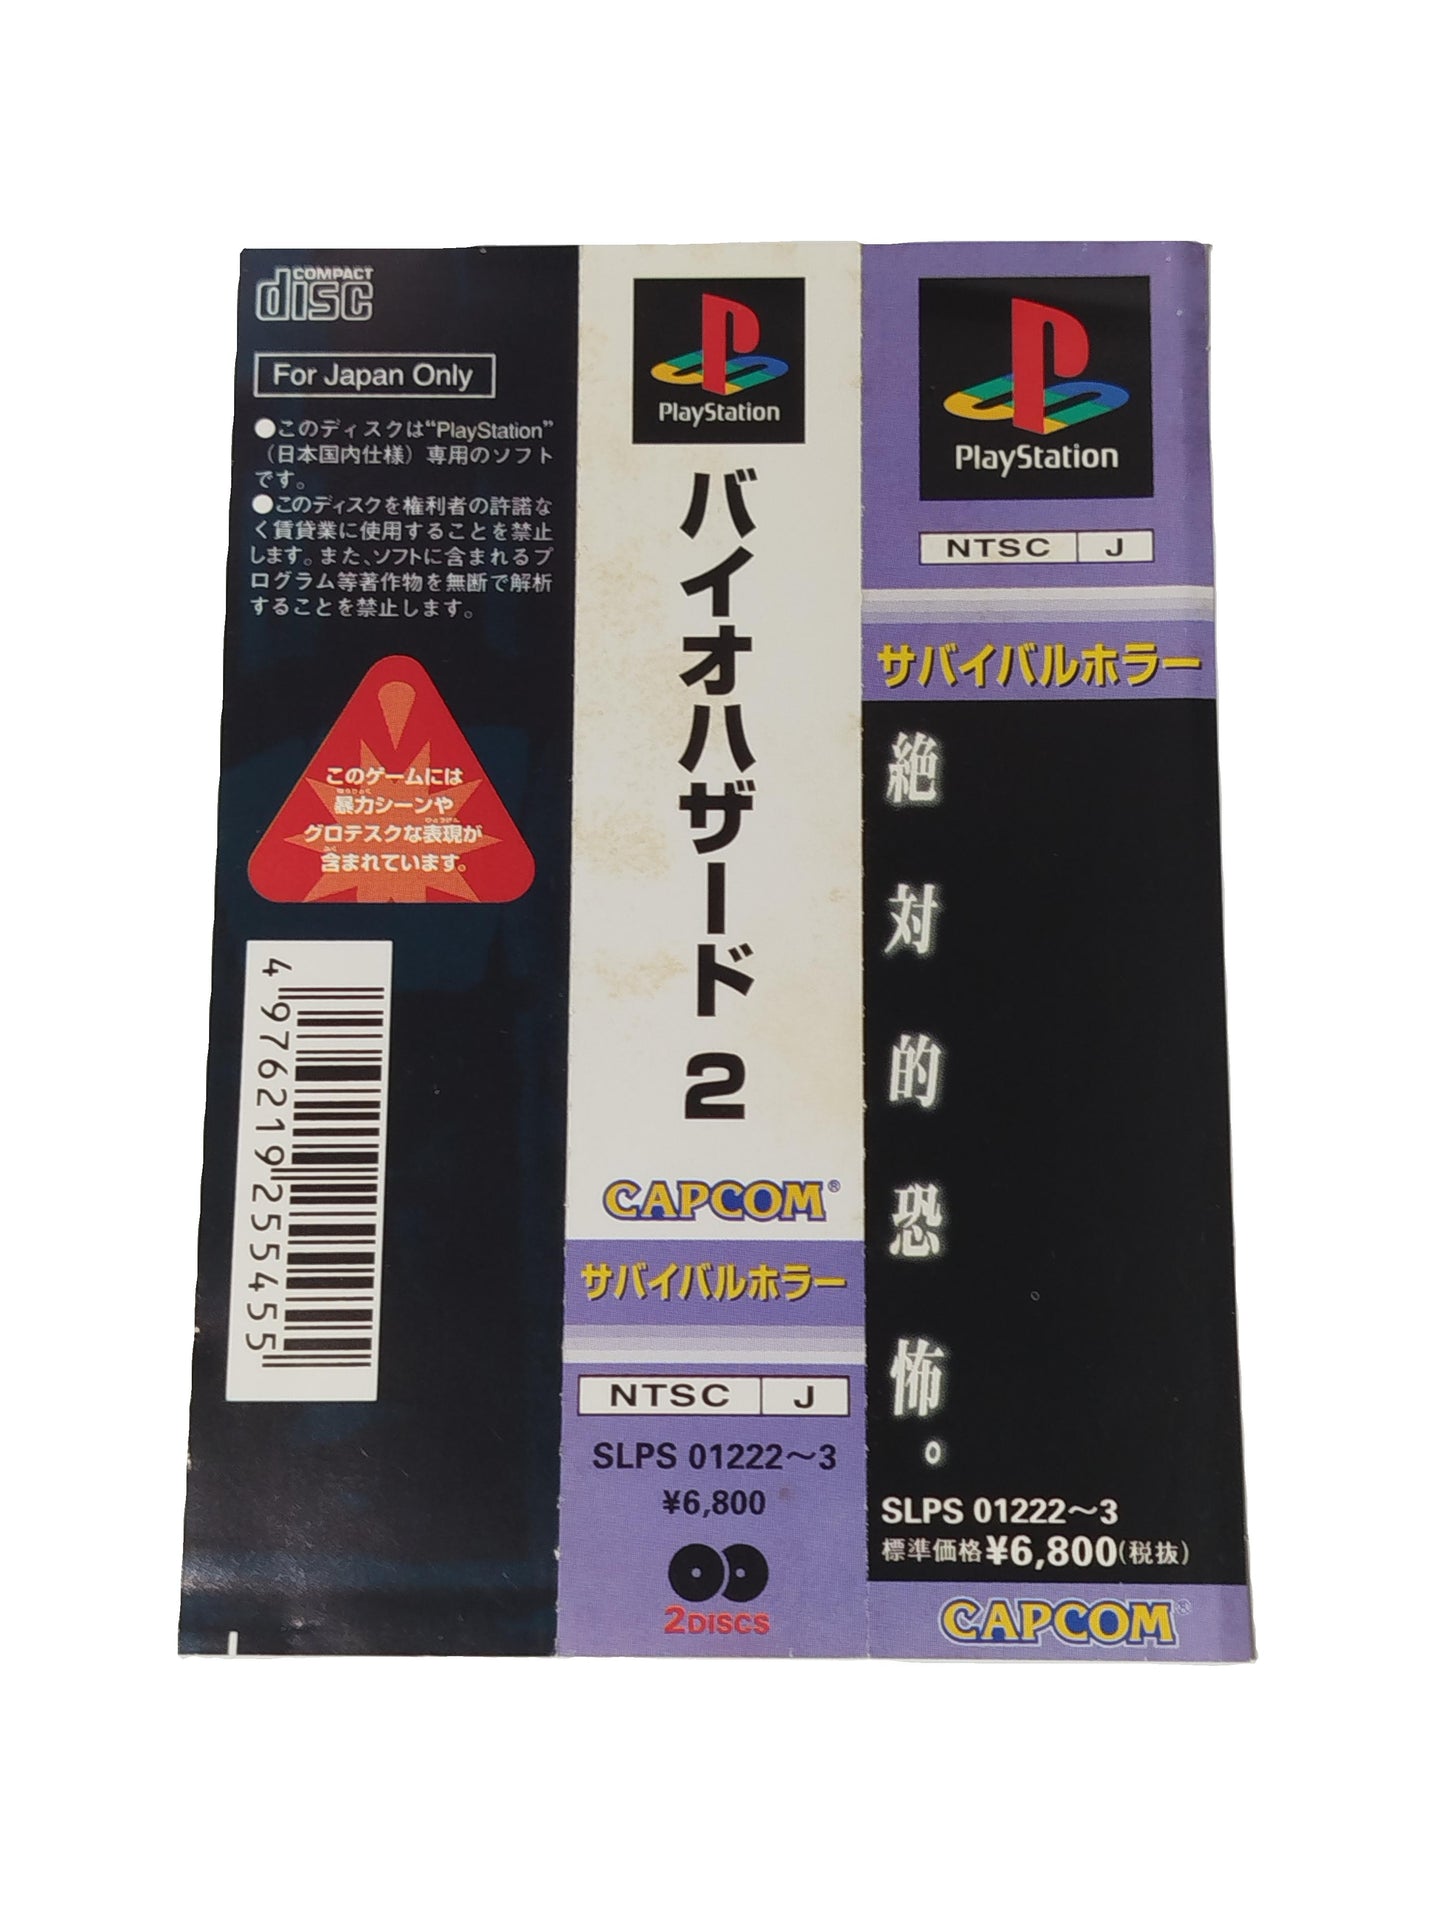 COMPACT
disc
For Japan Only
●このディスクは“PlayStation”
（日本国内仕様）専用のソフト
です。
●このディスクを権利者の許諾な
く賃貸業に使用することを禁止
します。また、ソフトに含まれるプ
ログラム等著作物を無断で解析
することを禁止します。
このゲームには
暴力シーンや
グロテスクな表現が
含まれています。
4976219255455
PlayStation
バイオハザード2
CAPCOM®
サバイバルホラー
NTSC J
SLPS 01222〜3
¥6,800
2DISCS
PlayStation
NTSC J
サバイバルホラー
絶対的恐怖。
SLPS 01222〜3
標準価格¥6,800(税抜)
CAPCOM®